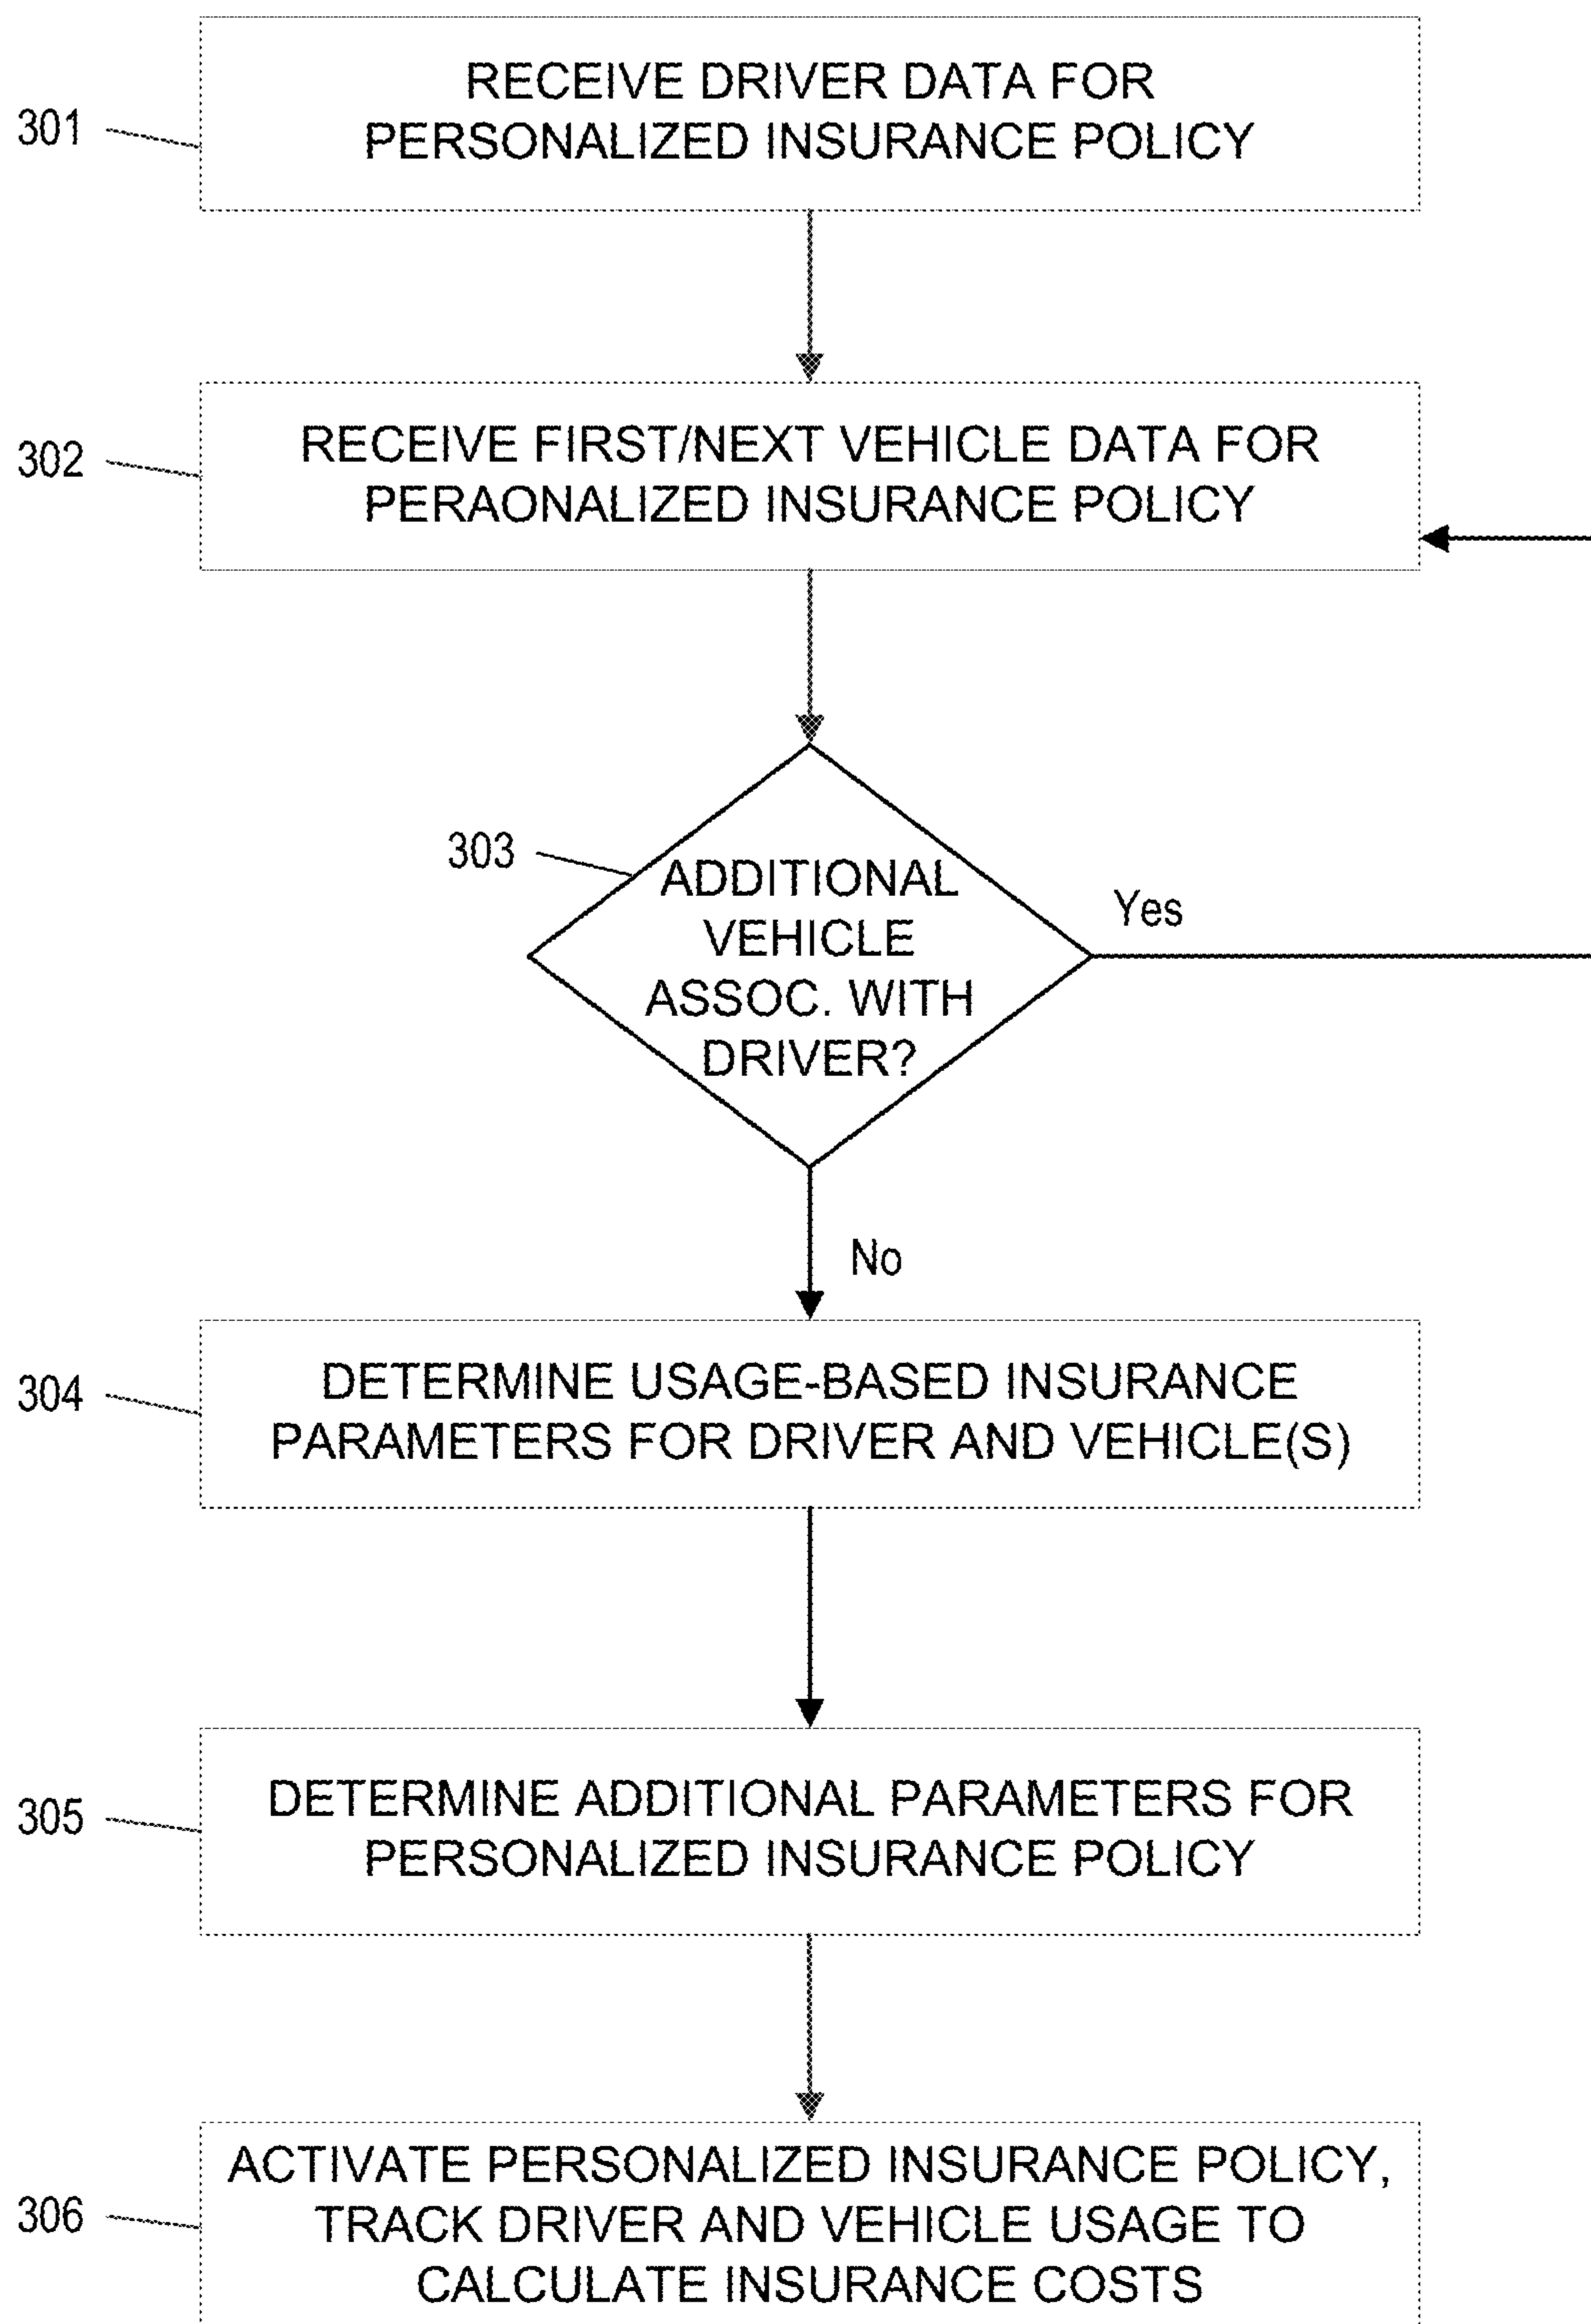 301
RECEIVE DRIVER DATA FOR
PERSONALIZED INSURANCE POLICY
302
RECEIVE FIRST/NEXT VEHICLE DATA FOR
PERAONALIZED INSURANCE POLICY
303
ADDITIONAL
VEHICLE
ASSOC. WITH
DRIVER?
Yes
No
304
DETERMINE USAGE-BASED INSURANCE
PARAMETERS FOR DRIVER AND VEHICLE(S)
305
DETERMINE ADDITIONAL PARAMETERS FOR
PERSONALIZED INSURANCE POLICY
306
ACTIVATE PERSONALIZED INSURANCE POLICY,
TRACK DRIVER AND VEHICLE USAGE TO
CALCULATE INSURANCE COSTS